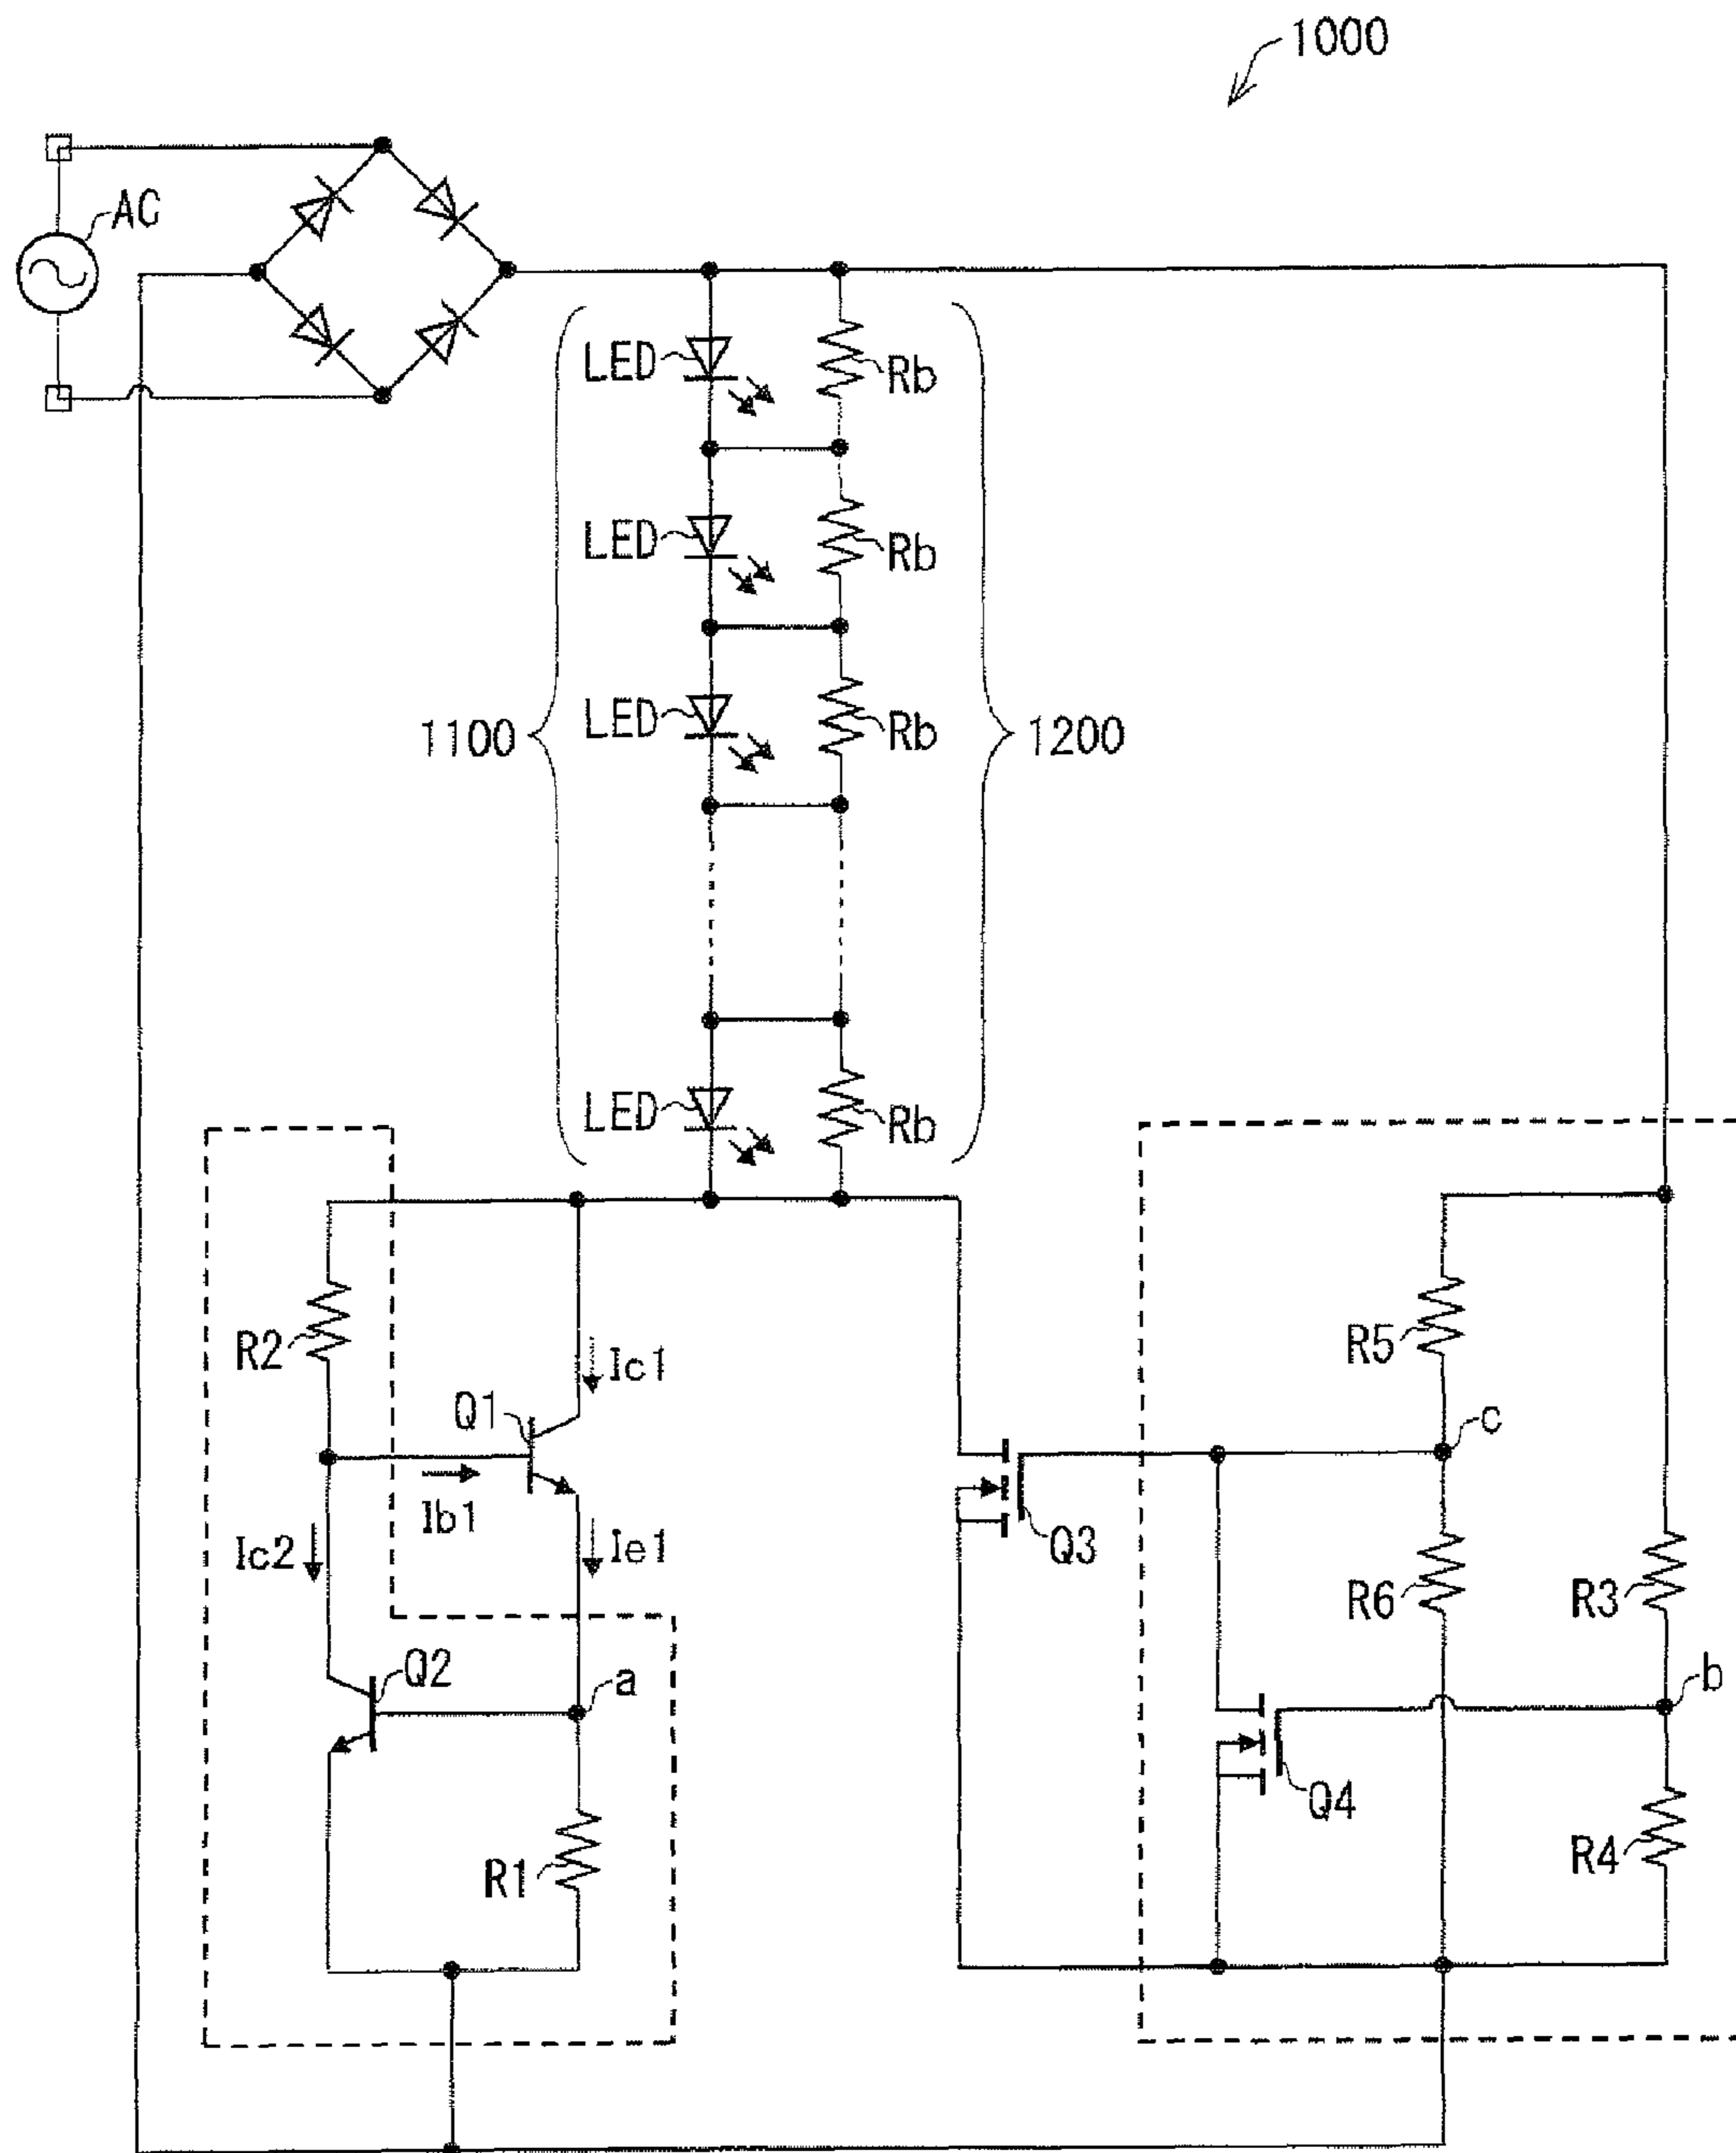 1000
AC
LED
Rb
LED
Rb
LED
Rb
1100
1200
LED
Rb
R2
Ic1
R5
Q1
c
Ib1
Ic2
Ie1
Q3
R6
R3
Q2
a
b
Q4
R1
R4